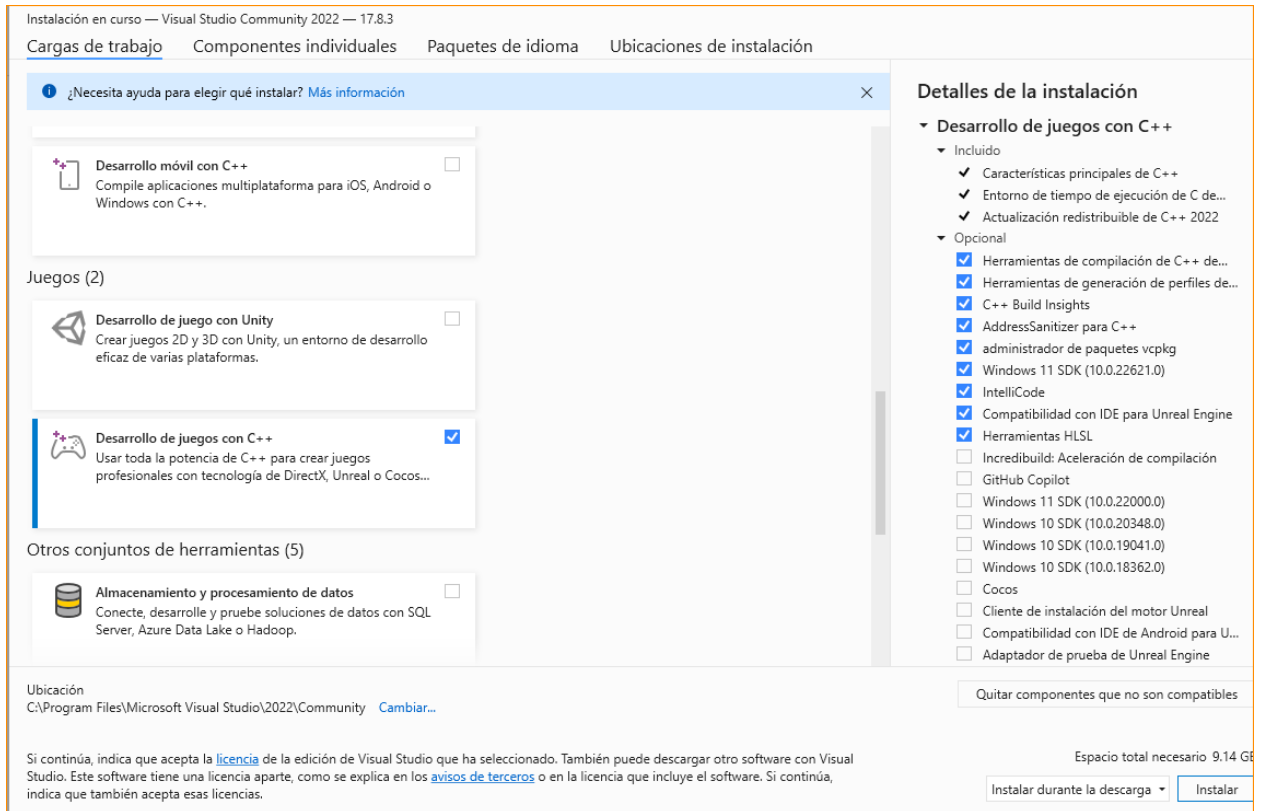 Instalación en curso — Visual Studio Community 2022 — 17.8.3
Cargas de trabajo Componentes individuales Paquetes de idioma Ubicaciones de instalación
¿Necesita ayuda para elegir qué instalar? Más información
Desarrollo móvil con C++
Compile aplicaciones multiplataforma para iOS, Android o
Windows con C++.
Juegos (2)
Desarrollo de juego con Unity
Crear juegos 2D y 3D con Unity, un entorno de desarrollo
eficaz de varias plataformas.
Desarrollo de juegos con C++
Usar toda la potencia de C++ para crear juegos
profesionales con tecnología de DirectX, Unreal o Cocos...
Otros conjuntos de herramientas (5)
Almacenamiento y procesamiento de datos
Conecte, desarrolle y pruebe soluciones de datos con SQL
Server, Azure Data Lake o Hadoop.
Detalles de la instalación
Desarrollo de juegos con C++
Incluido
Características principales de C++
Entorno de tiempo de ejecución de C de...
Actualización redistribuible de C++ 2022
Opcional
Herramientas de compilación de C++ de...
Herramientas de generación de perfiles de...
C++ Build Insights
AddressSanitizer para C++
administrador de paquetes vcpkg
Windows 11 SDK (10.0.22621.0)
IntelliCode
Compatibilidad con IDE para Unreal Engine
Herramientas HLSL
Incredibuild: Aceleración de compilación
GitHub Copilot
Windows 11 SDK (10.0.22000.0)
Windows 10 SDK (10.0.20348.0)
Windows 10 SDK (10.0.19041.0)
Windows 10 SDK (10.0.18362.0)
Cocos
Cliente de instalación del motor Unreal
Compatibilidad con IDE de Android para U...
Adaptador de prueba de Unreal Engine
Ubicación
C:\Program Files\Microsoft Visual Studio\2022\Community Cambiar...
Quitar componentes que no son compatibles
Si continúa, indica que acepta la licencia de la edición de Visual Studio que ha seleccionado. También puede descargar otro software con Visual
Studio. Este software tiene una licencia aparte, como se explica en los avisos de terceros o en la licencia que incluye el software. Si continúa,
indica que también acepta esas licencias.
Espacio total necesario 9.14 GB
Instalar durante la descarga Instalar